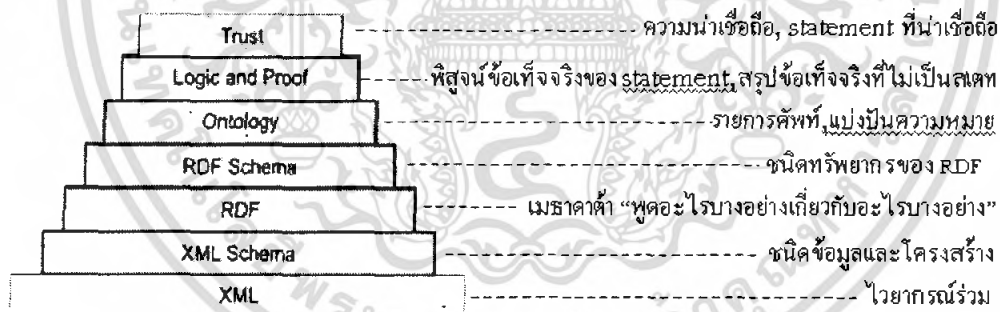 Trust ความน่าเชื่อถือ, statement ที่น่าเชื่อถือ
Logic and Proof พิสูจน์ข้อเท็จจริงของ statement,สรุปข้อเท็จจริงที่ไม่เป็นสเตท
Ontology รายการศัพท์,แบ่งปันความหมาย
RDF Schema ชนิดทรัพยากรของ RDF
RDF เมธาดาต้า “พูดอะไรบางอย่างเกี่ยวกับอะไรบางอย่าง”
XML Schema ชนิดข้อมูลและโครงสร้าง
XML ไวยากรณ์ร่วม